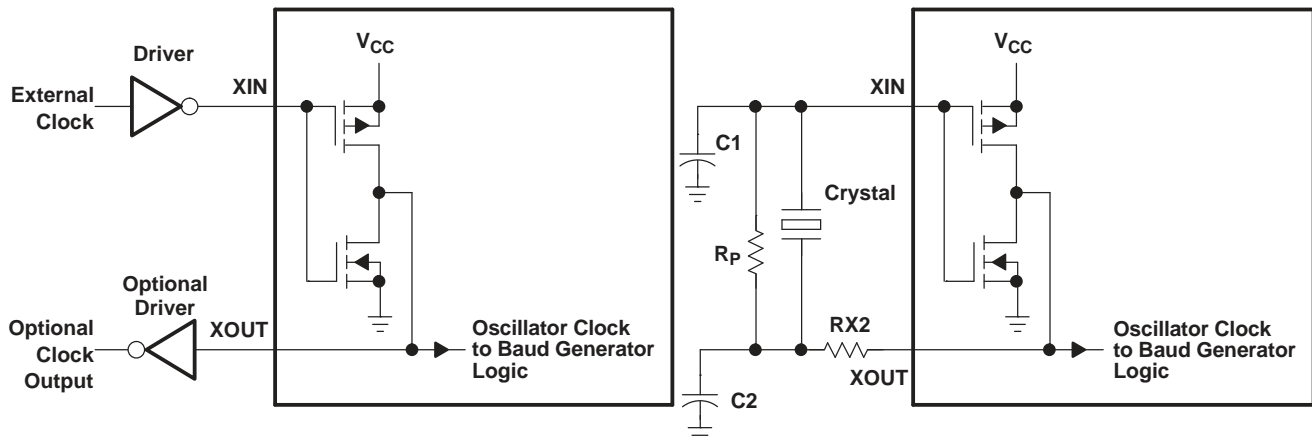 Driver
External
Clock
XIN
VCC
Optional
Driver
Optional
Clock
Output
XOUT
Oscillator Clock
to Baud Generator
Logic
XIN
VCC
C1
Crystal
RP
RX2
XOUT
C2
Oscillator Clock
to Baud Generator
Logic